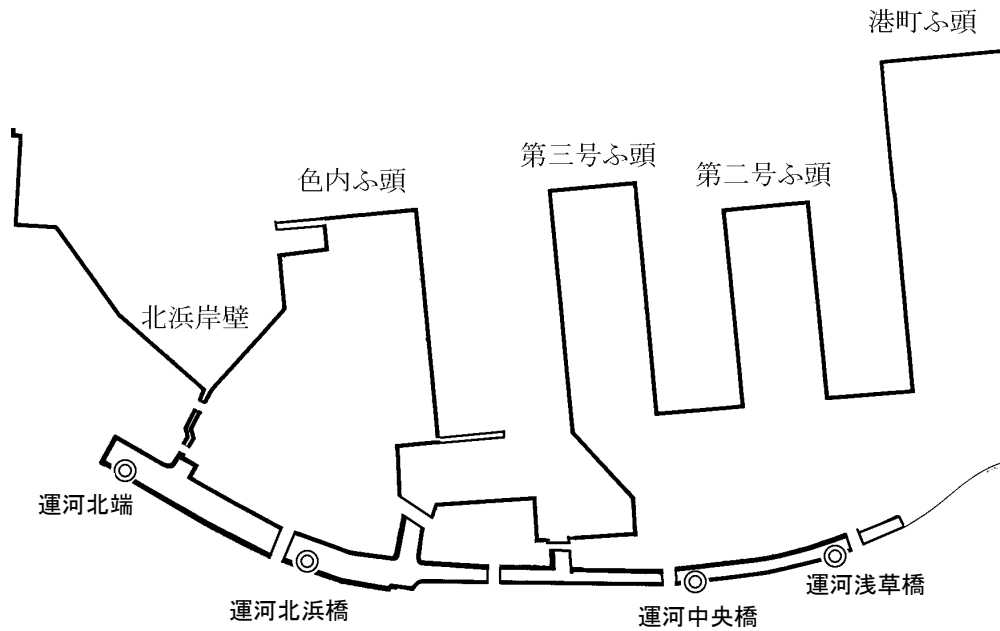 港町ふ頭
第三号ふ頭
第二号ふ頭
色内ふ頭
北浜岸壁
運河北端
運河北浜橋
運河中央橋
運河浅草橋